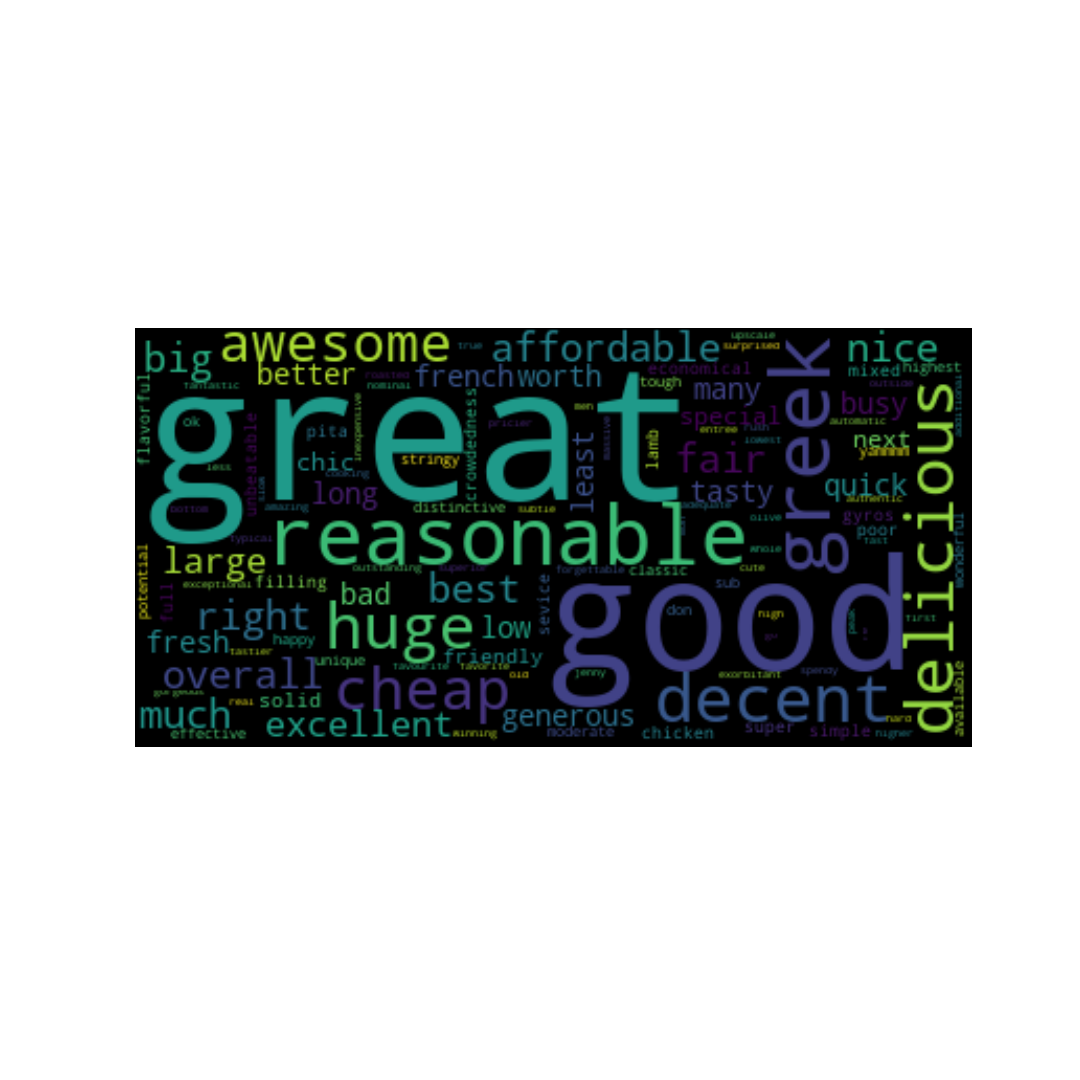 awesome
affordable
upscale
surprised
nice
big
better
true
french
worth
economical
mixed
highest
fantastic
roasted
nominal
tough
many
greek
outside
additional
flavorful
great
men
special
busy
automatic
ok
unbeatable
inexpensive
pita
crowdedness
pricier
massive
entree
rush
lowest
next
yammm
delicious
less
chic
stringy
least
lamb
fair
cooking
slow
long
tasty
quick
authentic
bottom
amazing
distinctive
subtle
adequate
gyros
typical
reasonable
olive
poor
fast
whole
wonderful
potential
large
outstanding
superior
forgettable
classic
cute
exceptional
filling
best
good
full
bad
sevice
sub
right
huge
low
don
high
peak
first
fresh
happy
tastier
friendly
unique
favourite
favorite
old
jenny
exorbitant
spendy
overall
cheap
decent
available
gorgeous
real
solid
much
excellent
generous
hard
effective
winning
moderate
chicken
super
simple
higher